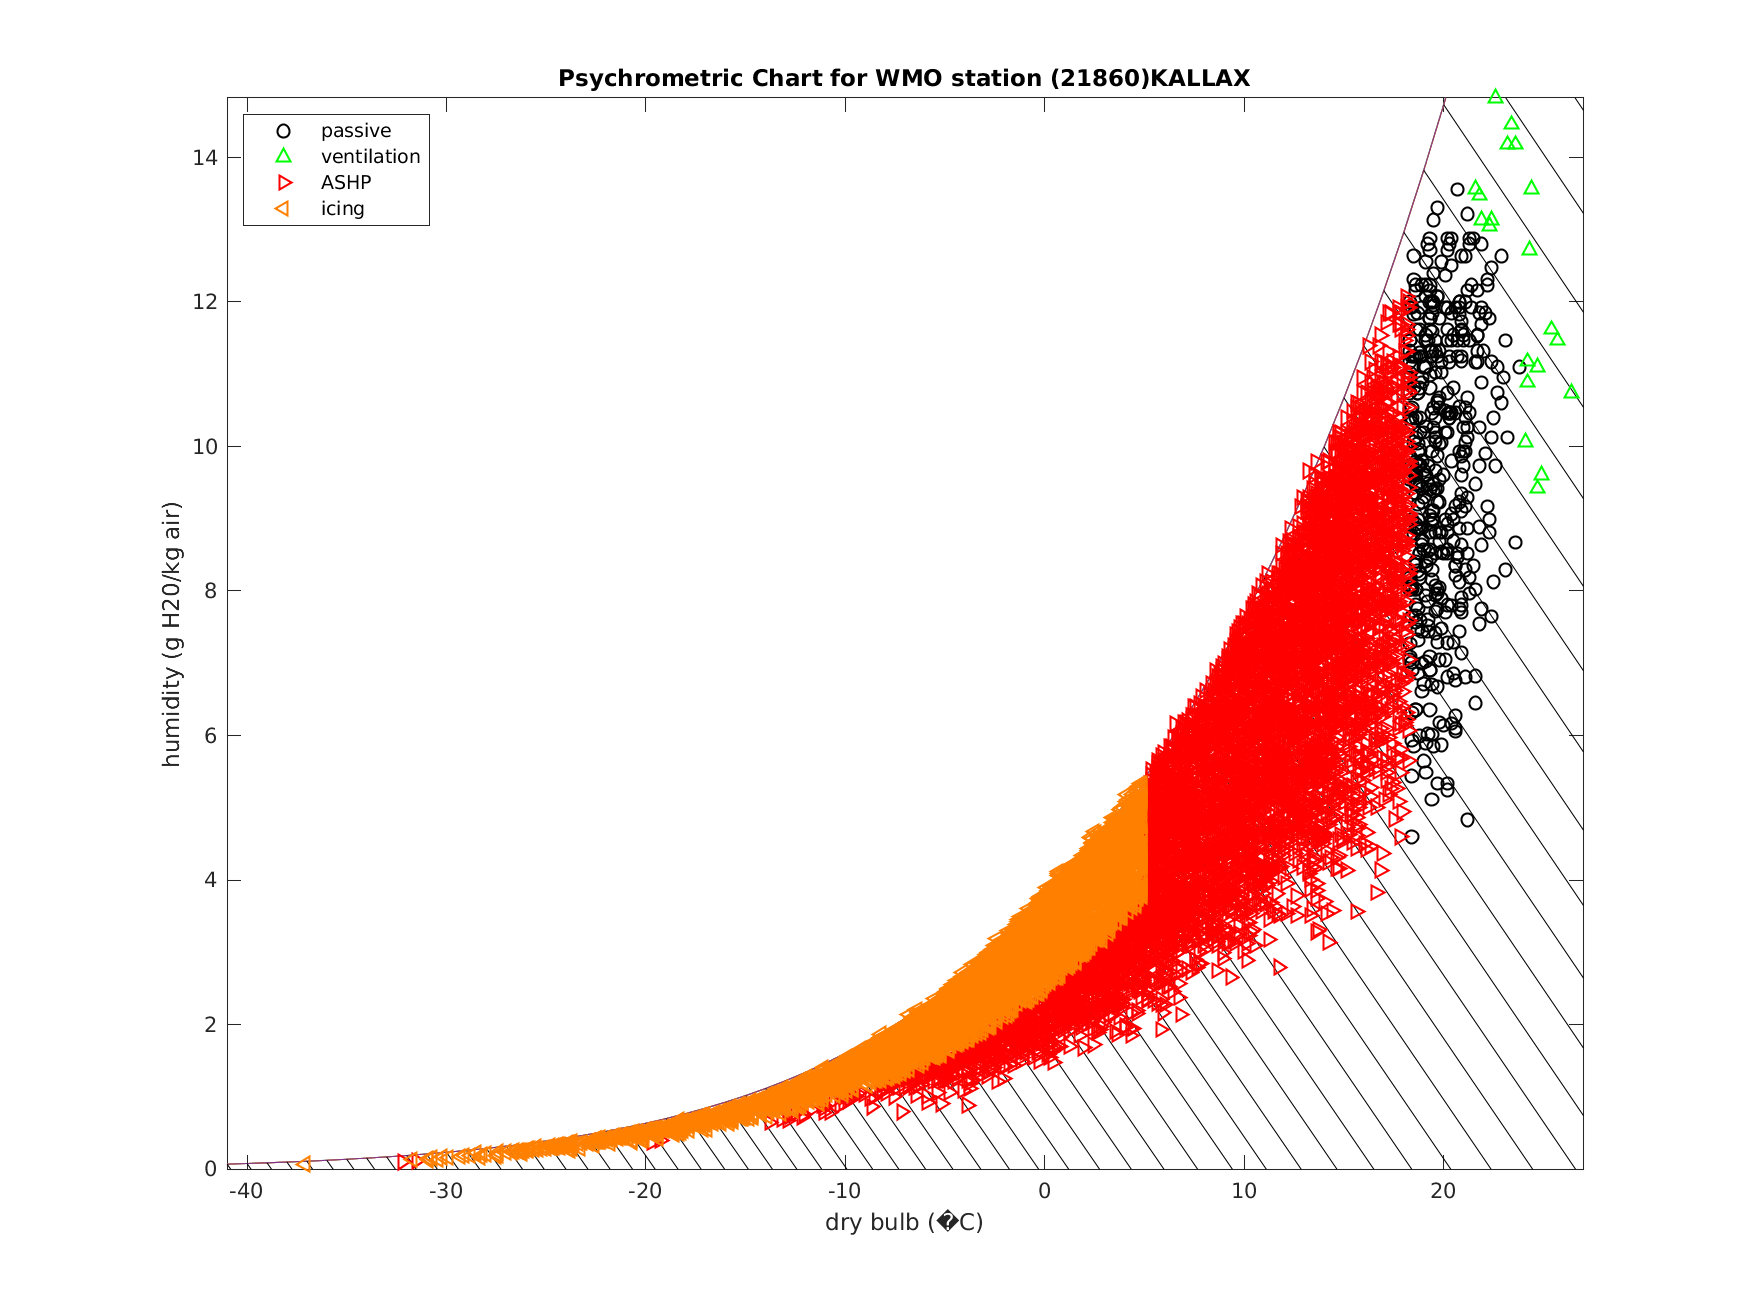 Psychrometric Chart for WMO station (21860)KALLAX
passive
ventilation
ASHP
icing
14
12
10
8
6
4
2
0
humidity (g H20/kg air)
-40 -30 -20 -10 0 10 20
dry bulb (�C)